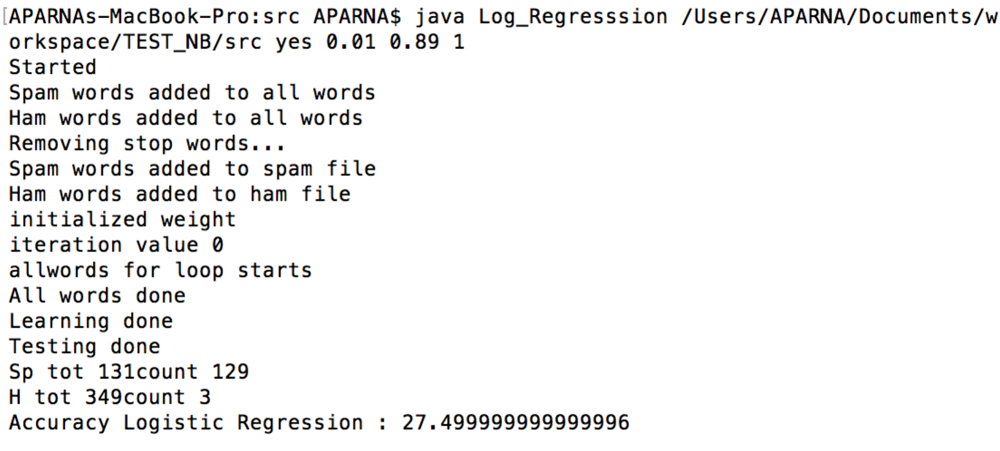 [APARNAs-MacBook-Pro:src APARNA$ java Log_Regresssion /Users/APARNA/Documents/w
orkspace/TEST_NB/src yes 0.01 0.89 1
Started
Spam words added to all words
Ham words added to all words
Removing stop words...
Spam words added to spam file
Ham words added to ham file
initialized weight
iteration value 0
allwords for loop starts
All words done
Learning done
Testing done
Sp tot 131count 129
H tot 349count 3
Accuracy Logistic Regression : 27.499999999999996